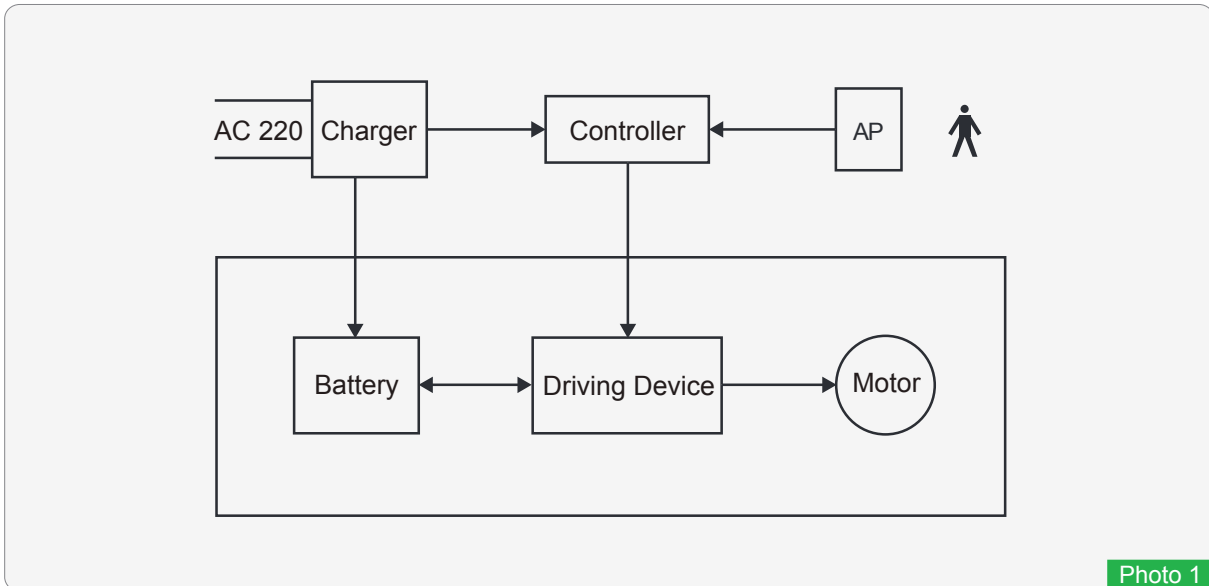 AC 220
Charger
Controller
AP
Battery
Driving Device
Motor
Photo 1